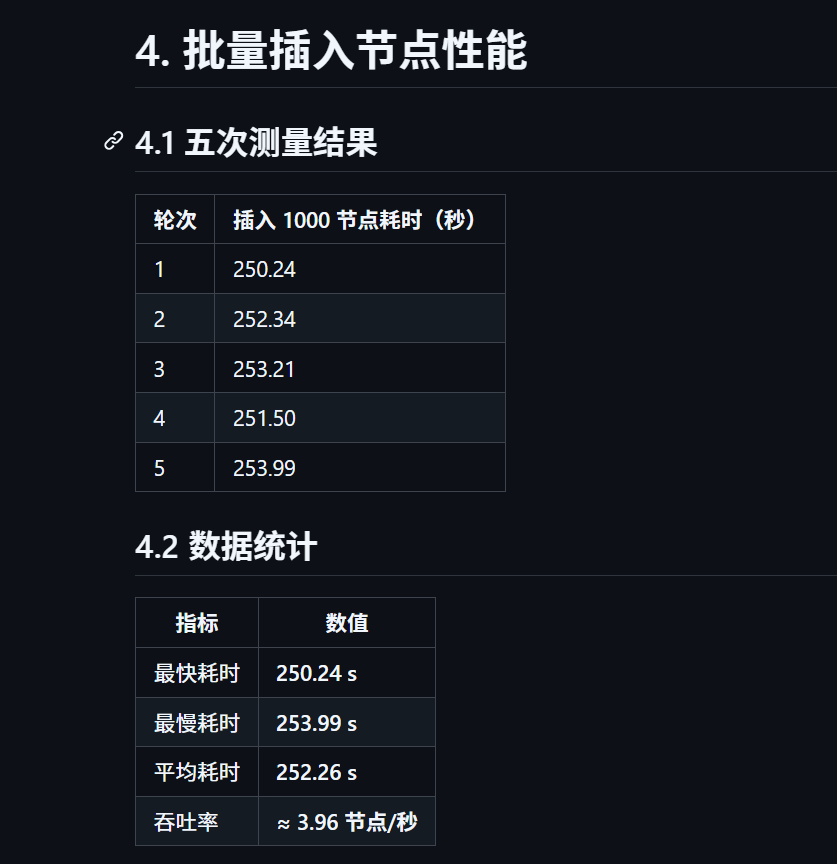 4. 批量插入节点性能
4.1 五次测量结果
轮次 插入 1000 节点耗时（秒）
1 250.24
2 252.34
3 253.21
4 251.50
5 253.99
4.2 数据统计
指标 数值
最快耗时 250.24 s
最慢耗时 253.99 s
平均耗时 252.26 s
吞吐率 ≈ 3.96 节点/秒